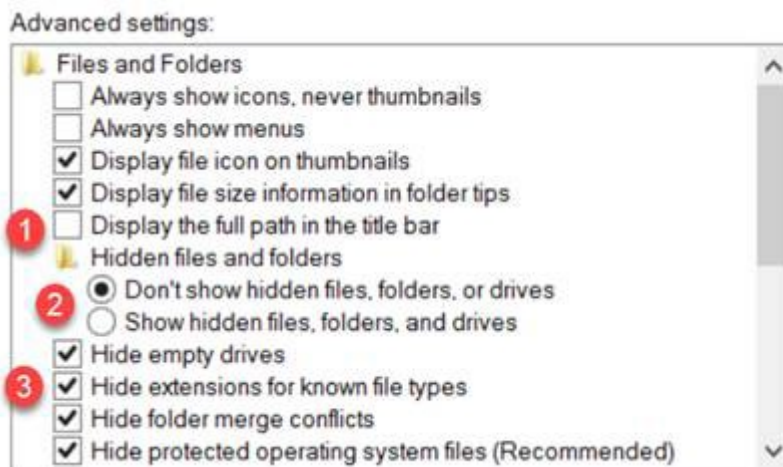 Advanced settings:
Files and Folders
Always show icons, never thumbnails
Always show menus
Display file icon on thumbnails
Display file size information in folder tips
1 Display the full path in the title bar
Hidden files and folders
2 Don't show hidden files, folders, or drives
Show hidden files, folders, and drives
Hide empty drives
3 Hide extensions for known file types
Hide folder merge conflicts
Hide protected operating system files (Recommended)